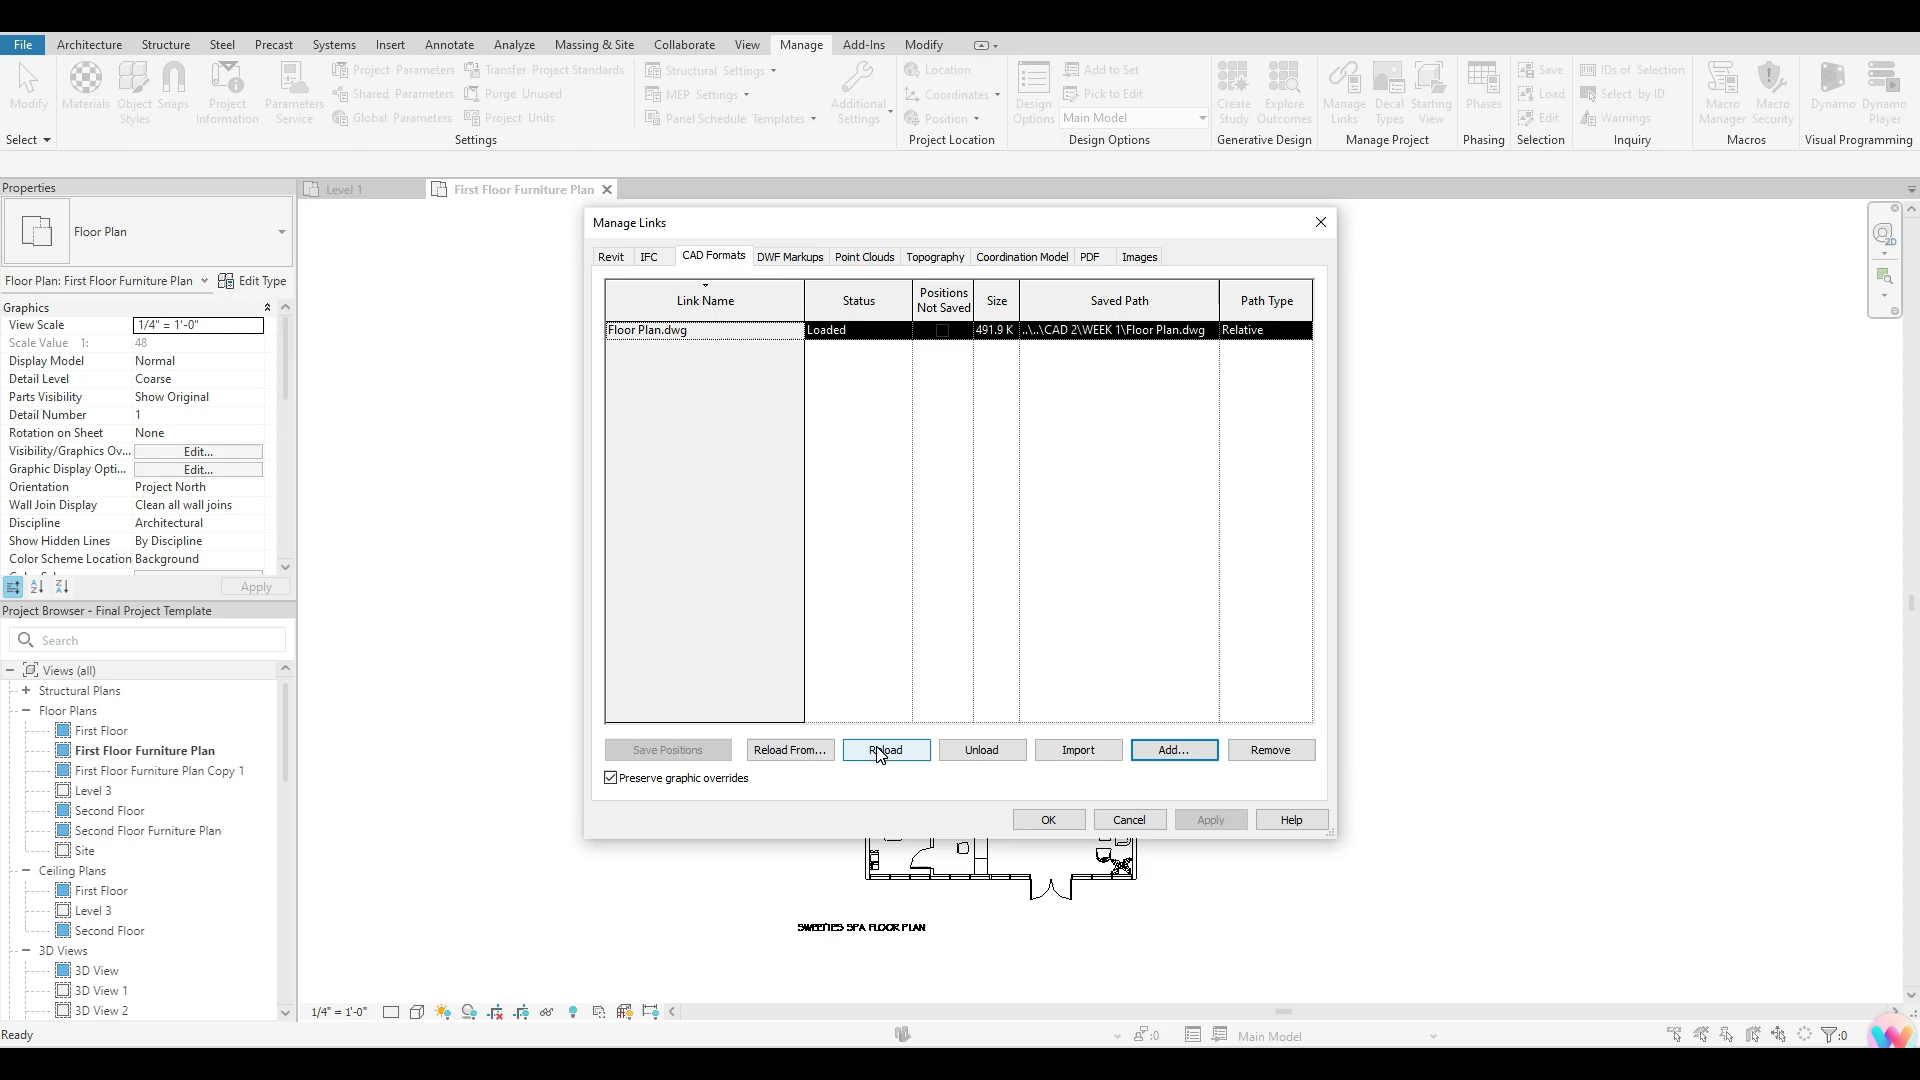 File Architecture Structure Steel Precast Systems Insert Annotate Analyze Massing & Site Collaborate View Manage Add-Ins Modify
Modify
Materials
Object
Styles
Snaps
Project
Information
Parameters
Service
Project Parameters
Shared Parameters
Global Parameters
Transfer Project Standards
Purge Unused
Project Units
Structural Settings
MEP Settings
Panel Schedule Templates
Additional
Settings
Location
Coordinates
Position
Design
Options
Add to Set
Pick to Edit
Main Model
Create
Study
Explore
Outcomes
Manage
Links
Decal
Types
Starting
View
Phases
Save
Load
Edit
IDs of Selection
Select by ID
Warnings
Macro
Manager
Macro
Security
Dynamo
Dynamo
Player
Select Settings Project Location Design Options Generative Design Manage Project Phasing Selection Inquiry Macros Visual Programming
Properties
Floor Plan
Floor Plan: First Floor Furniture Plan Edit Type
Graphics
View Scale 1/4" = 1'-0"
Scale Value 1: 48
Display Model Normal
Detail Level Coarse
Parts Visibility Show Original
Detail Number 1
Rotation on Sheet None
Visibility/Graphics Ov... Edit...
Graphic Display Opti... Edit...
Orientation Project North
Wall Join Display Clean all wall joins
Discipline Architectural
Show Hidden Lines By Discipline
Color Scheme Location Background
Apply
Project Browser - Final Project Template
Search
Views (all)
Structural Plans
Floor Plans
First Floor
First Floor Furniture Plan
First Floor Furniture Plan Copy 1
Level 3
Second Floor
Second Floor Furniture Plan
Site
Ceiling Plans
First Floor
Level 3
Second Floor
3D Views
3D View
3D View 1
3D View 2
Level 1 First Floor Furniture Plan
Manage Links
Revit IFC CAD Formats DWF Markups Point Clouds Topography Coordination Model PDF Images
Link Name Status Positions Not Saved Size Saved Path Path Type
Floor Plan.dwg Loaded 491.9 K ..\..\CAD 2\WEEK 1\Floor Plan.dwg Relative
Save Positions Reload From... Reload Unload Import Add... Remove
Preserve graphic overrides
OK Cancel Apply Help
SWEETIES SPA FLOOR PLAN
1/4" = 1'-0"
2D
Ready :0 Main Model :0